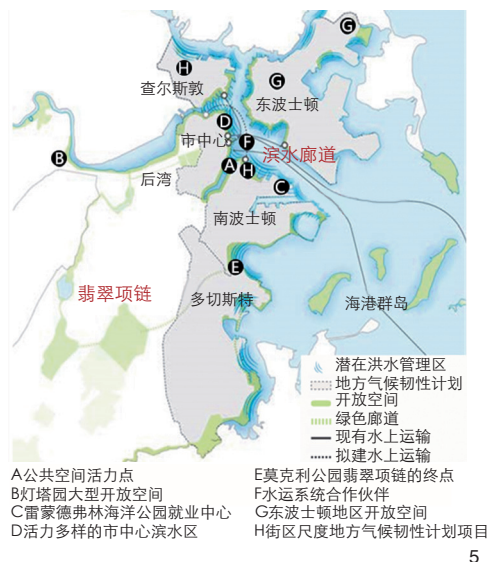 G
H
查尔斯敦
G
东波士顿
D
市中心
F
B
滨水廊道
后湾
A
H
C
南波士顿
E
翡翠项链
多切斯特
海港群岛
潜在洪水管理区
地方气候韧性计划
开放空间
绿色廊道
现有水上运输
拟建水上运输
A公共空间活力点
B灯塔园大型开放空间
C雷蒙德弗林海洋公园就业中心
D活力多样的市中心滨水区
E莫克利公园翡翠项链的终点
F水运系统合作伙伴
G东波士顿地区开放空间
H街区尺度地方气候韧性计划项目
5